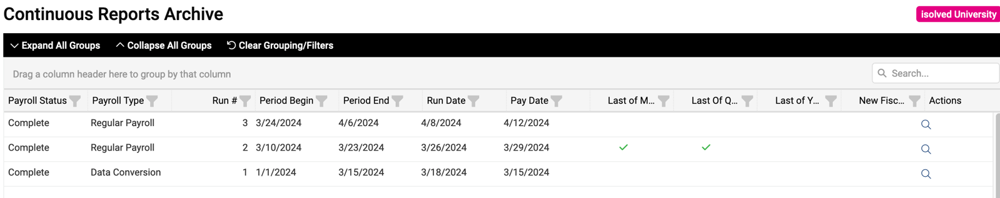 Continuous Reports Archive
isolved University
Expand All Groups Collapse All Groups Clear Grouping/Filters
Drag a column header here to group by that column
Search...
Payroll Status Payroll Type Run # Period Begin Period End Run Date Pay Date Last of M... Last Of Q... Last of Y... New Fisc... Actions
Complete Regular Payroll 3 3/24/2024 4/6/2024 4/8/2024 4/12/2024
Complete Regular Payroll 2 3/10/2024 3/23/2024 3/26/2024 3/29/2024
Complete Data Conversion 1 1/1/2024 3/15/2024 3/18/2024 3/15/2024